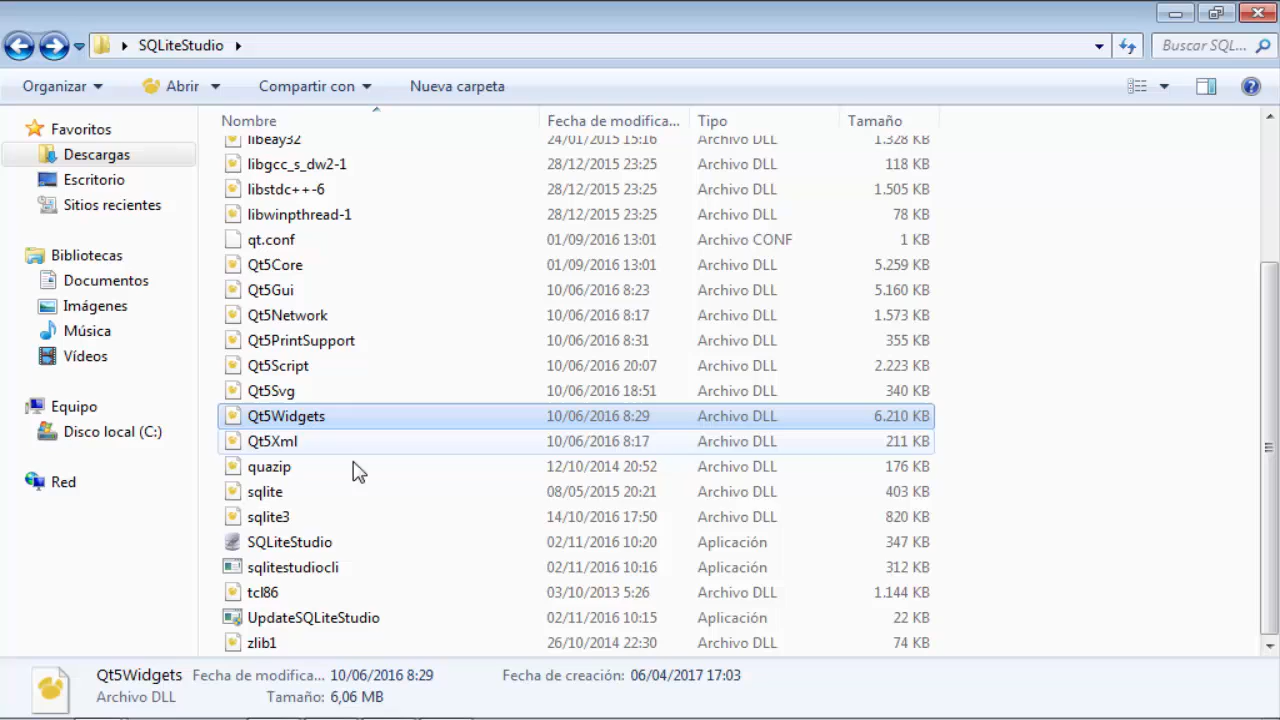 SQLiteStudio
Buscar SQL...
Organizar Abrir Compartir con Nueva carpeta
Nombre Fecha de modifica... Tipo Tamaño
Favoritos
Descargas
Escritorio
Sitios recientes
Bibliotecas
Documentos
Imágenes
Música
Vídeos
Equipo
Disco local (C:)
Red
libeay32 24/01/2015 15:16 Archivo DLL 1.328 KB
libgcc_s_dw2-1 28/12/2015 23:25 Archivo DLL 118 KB
libstdc++-6 28/12/2015 23:25 Archivo DLL 1.505 KB
libwinpthread-1 28/12/2015 23:25 Archivo DLL 78 KB
qt.conf 01/09/2016 13:01 Archivo CONF 1 KB
Qt5Core 01/09/2016 13:01 Archivo DLL 5.259 KB
Qt5Gui 10/06/2016 8:23 Archivo DLL 5.160 KB
Qt5Network 10/06/2016 8:17 Archivo DLL 1.573 KB
Qt5PrintSupport 10/06/2016 8:31 Archivo DLL 355 KB
Qt5Script 10/06/2016 20:07 Archivo DLL 2.223 KB
Qt5Svg 10/06/2016 18:51 Archivo DLL 340 KB
Qt5Widgets 10/06/2016 8:29 Archivo DLL 6.210 KB
Qt5Xml 10/06/2016 8:17 Archivo DLL 211 KB
quazip 12/10/2014 20:52 Archivo DLL 176 KB
sqlite 08/05/2015 20:21 Archivo DLL 403 KB
sqlite3 14/10/2016 17:50 Archivo DLL 820 KB
SQLiteStudio 02/11/2016 10:20 Aplicación 347 KB
sqlitestudiocli 02/11/2016 10:16 Aplicación 312 KB
tcl86 03/10/2013 5:26 Archivo DLL 1.144 KB
UpdateSQLiteStudio 02/11/2016 10:15 Aplicación 22 KB
zlib1 26/10/2014 22:30 Archivo DLL 74 KB
Qt5Widgets Fecha de modifica... 10/06/2016 8:29 Fecha de creación: 06/04/2017 17:03
Archivo DLL Tamaño: 6,06 MB